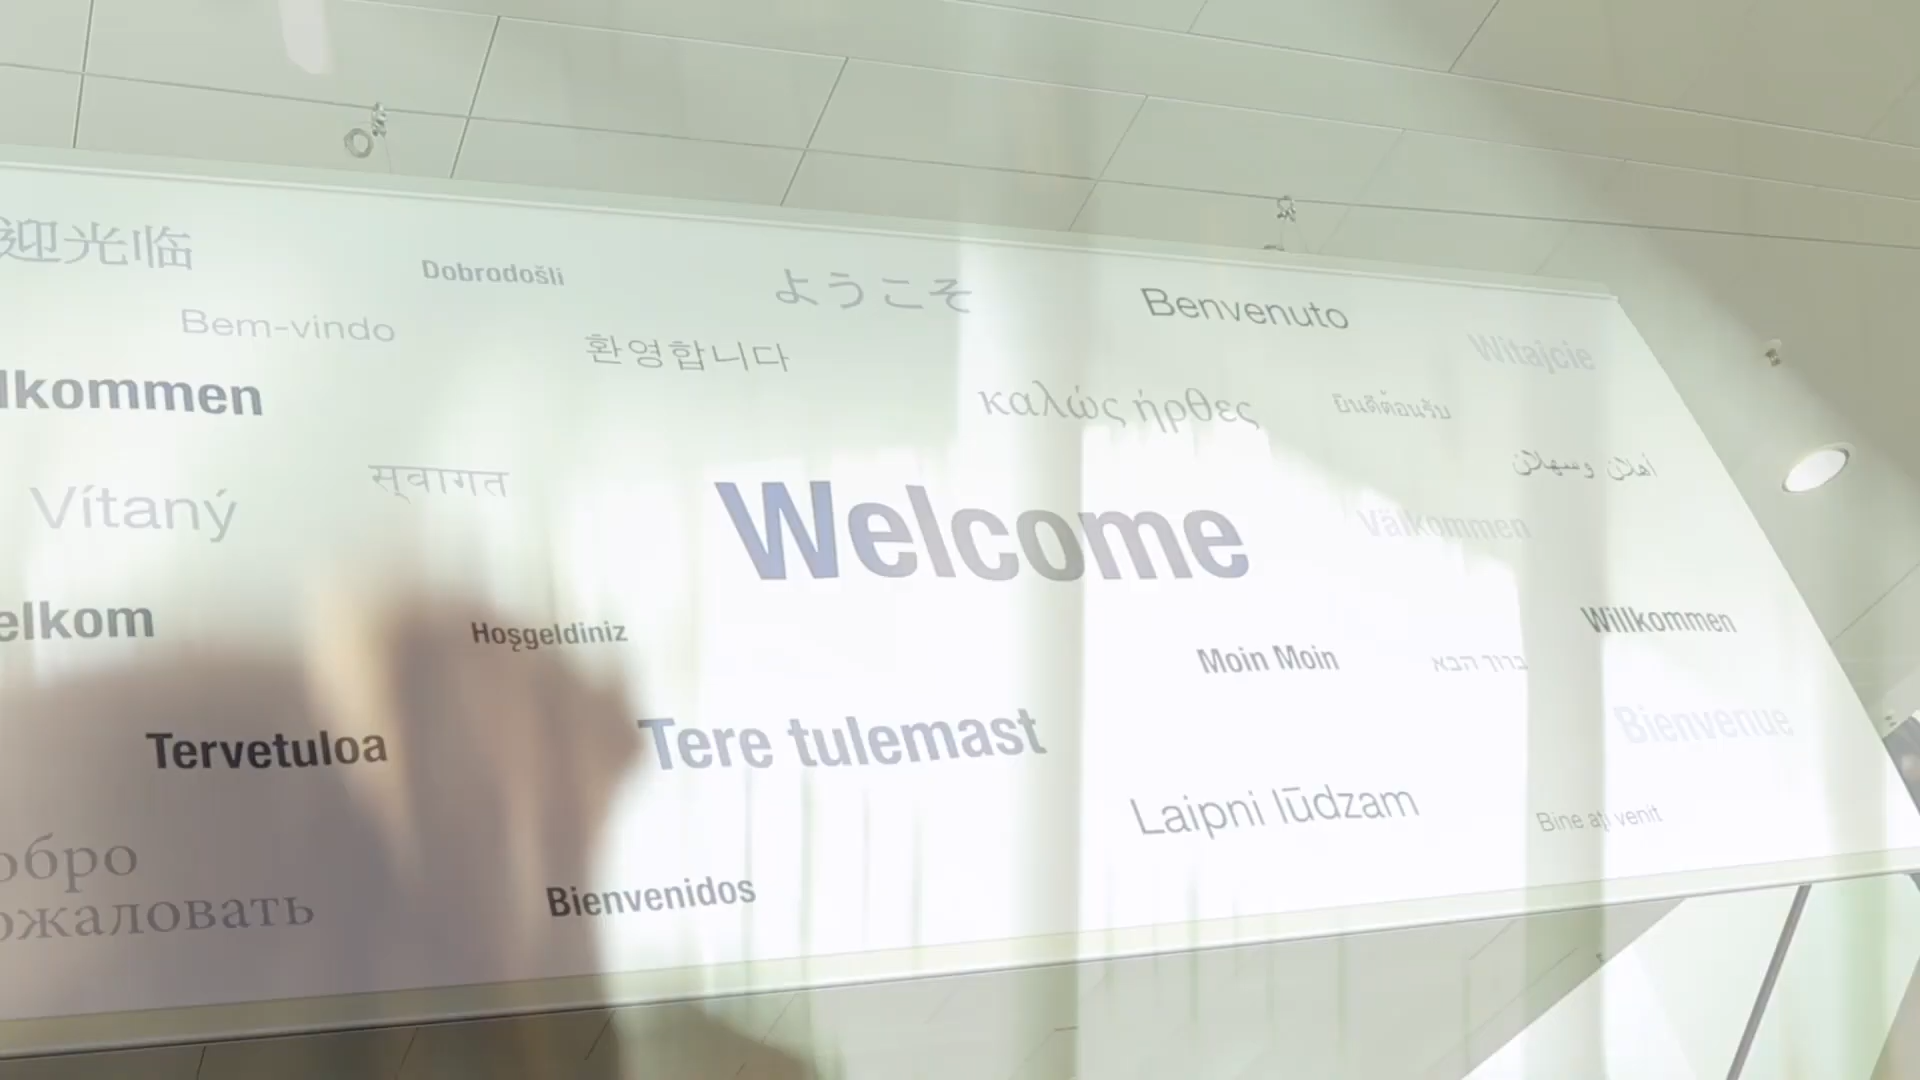 迎光临
Dobrodošli
ようこそ
Benvenuto
Bem-vindo
환영합니다
Witajcie
lkommen
καλώς ήρθες
ยินดีต้อนรับ
स्वागत
Welcome
أهلاً وسهلاً
Vítaný
Välkommen
elkom
Hoşgeldiniz
Moin Moin
ברוך הבא
Willkommen
Tervetuloa
Tere tulemast
Bienvenue
Laipni lūdzam
Bine aţi venit
обро
ожаловать
Bienvenidos